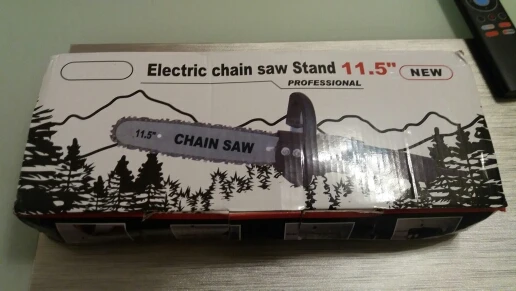 Electric chain saw Stand 11.5" NEW
PROFESSIONAL
11.5" CHAIN SAW